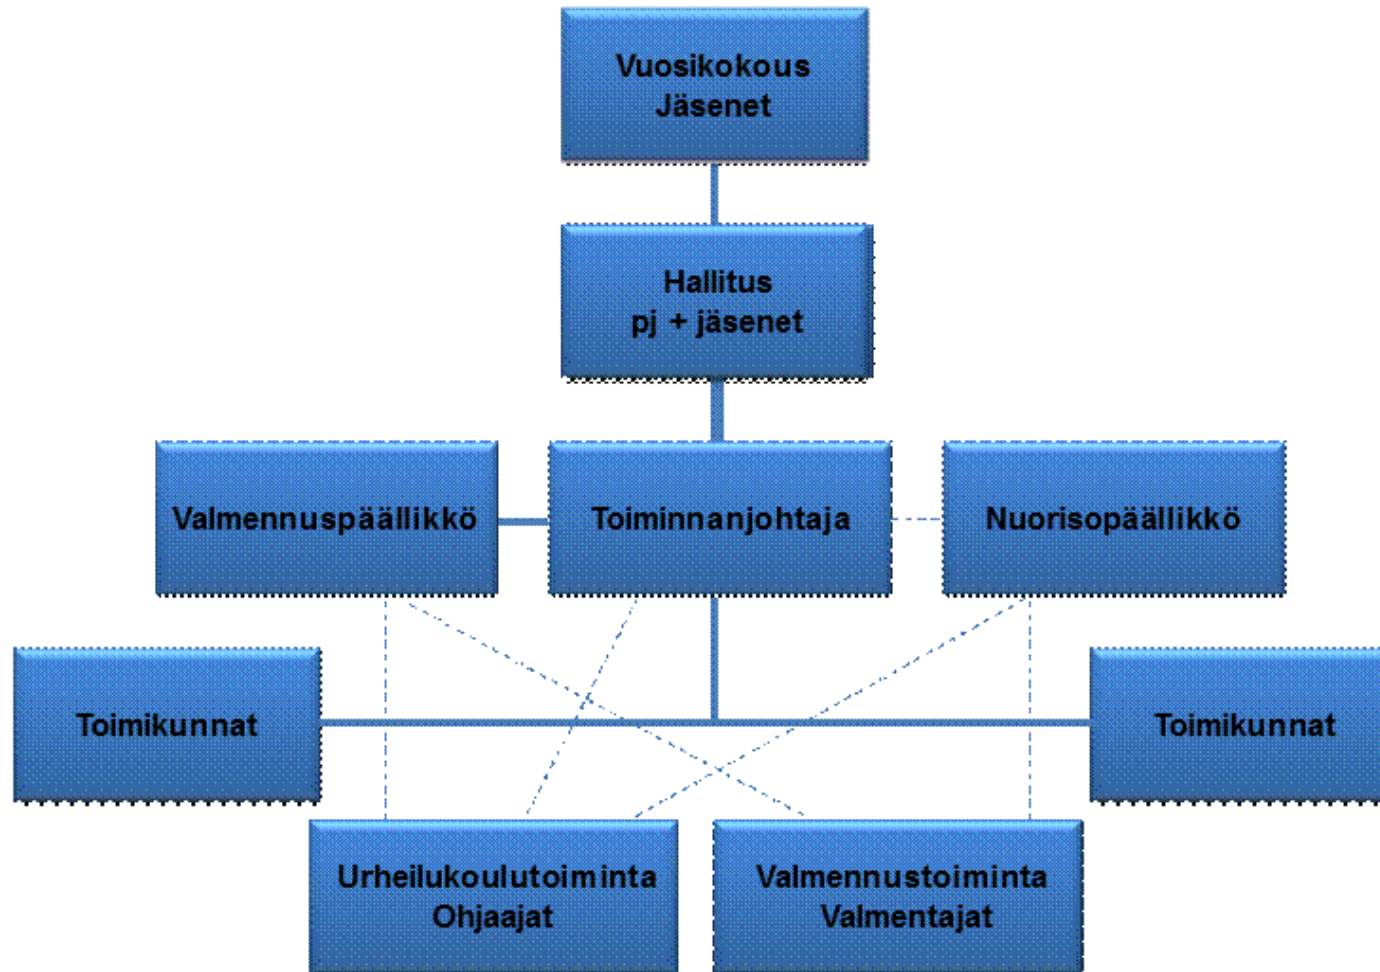 Vuosikokous
Jäsenet
Hallitus
pj + jäsenet
Valmennuspäällikkö
Toiminnanjohtaja
Nuorisopäällikkö
Toimikunnat
Toimikunnat
Urheilukoulutoiminta
Ohjaajat
Valmennustoiminta
Valmentajat